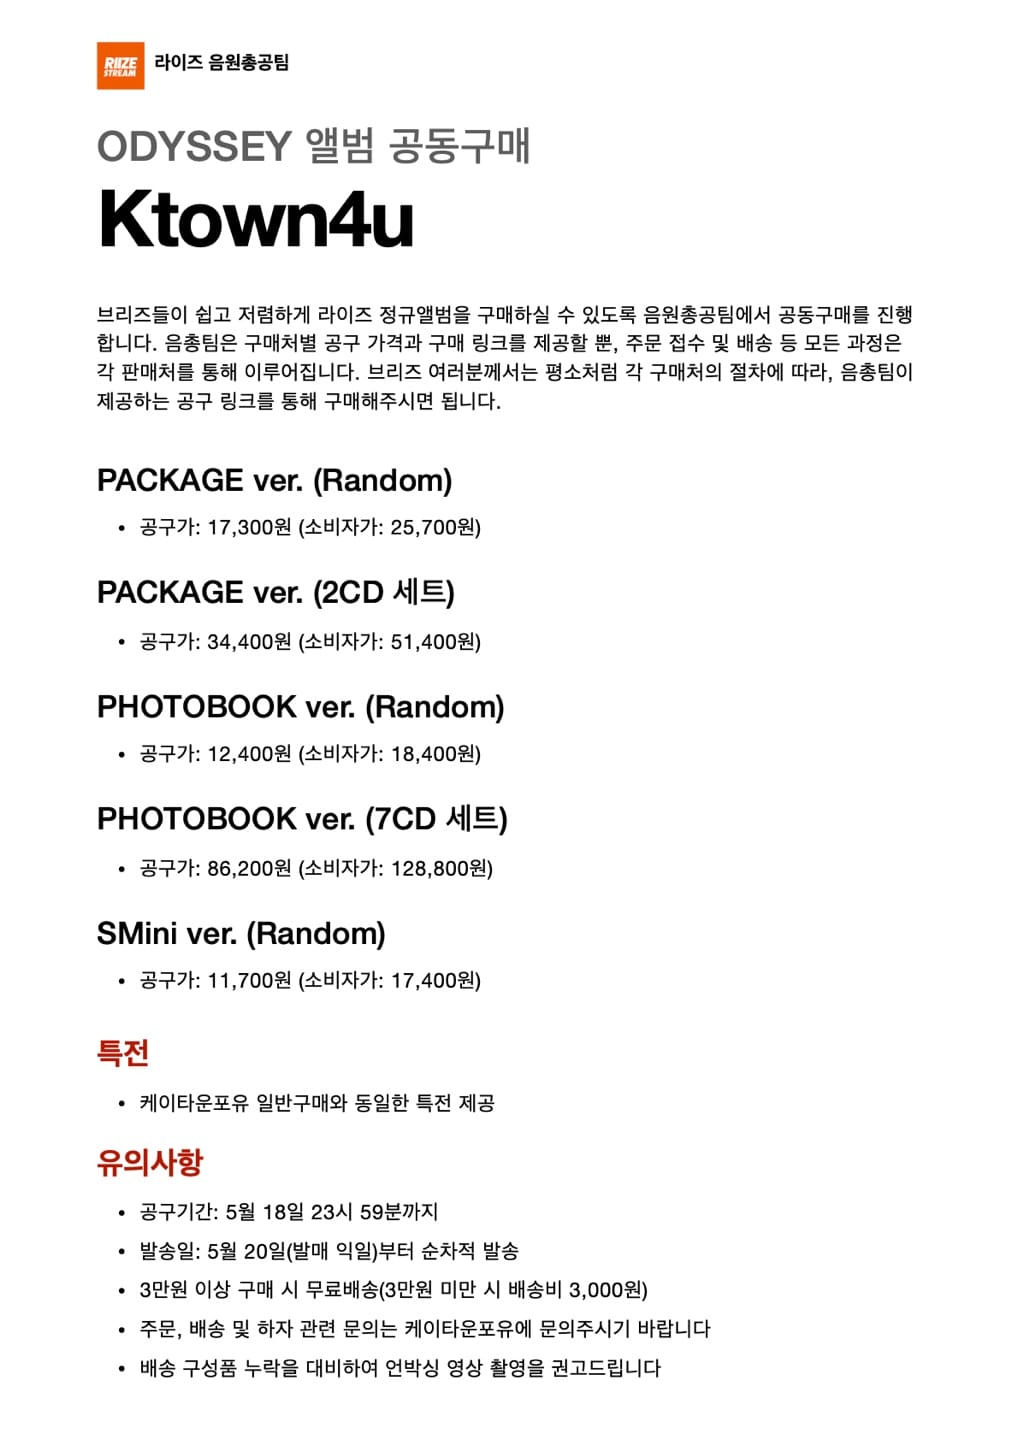 RIIZE
STREAM
라이즈 음원총공팀
ODYSSEY 앨범 공동구매
Ktown4u
브리즈들이 쉽고 저렴하게 라이즈 정규앨범을 구매하실 수 있도록 음원총공팀에서 공동구매를 진행
합니다. 음총팀은 구매처별 공구 가격과 구매 링크를 제공할 뿐, 주문 접수 및 배송 등 모든 과정은
각 판매처를 통해 이루어집니다. 브리즈 여러분께서는 평소처럼 각 구매처의 절차에 따라, 음총팀이
제공하는 공구 링크를 통해 구매해주시면 됩니다.
PACKAGE ver. (Random)
• 공구가: 17,300원 (소비자가: 25,700원)
PACKAGE ver. (2CD 세트)
• 공구가: 34,400원 (소비자가: 51,400원)
PHOTOBOOK ver. (Random)
• 공구가: 12,400원 (소비자가: 18,400원)
PHOTOBOOK ver. (7CD 세트)
• 공구가: 86,200원 (소비자가: 128,800원)
SMini ver. (Random)
• 공구가: 11,700원 (소비자가: 17,400원)
특전
• 케이타운포유 일반구매와 동일한 특전 제공
유의사항
• 공구기간: 5월 18일 23시 59분까지
• 발송일: 5월 20일(발매 익일)부터 순차적 발송
• 3만원 이상 구매 시 무료배송(3만원 미만 시 배송비 3,000원)
• 주문, 배송 및 하자 관련 문의는 케이타운포유에 문의주시기 바랍니다
• 배송 구성품 누락을 대비하여 언박싱 영상 촬영을 권고드립니다